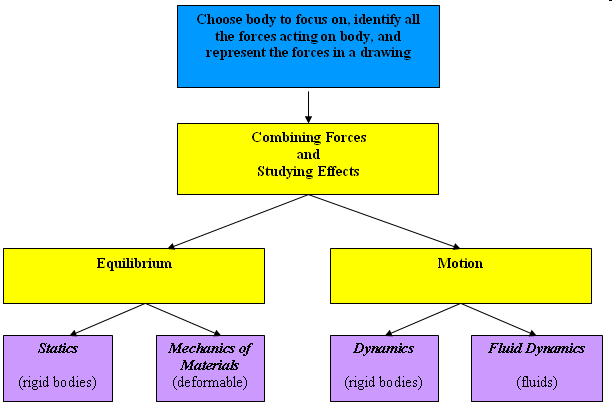 Choose body to focus on, identify all
the forces acting on body, and
represent the forces in a drawing
Combining Forces
and
Studying Effects
Equilibrium
Motion
Statics
(rigid bodies)
Mechanics of
Materials
(deformable)
Dynamics
(rigid bodies)
Fluid Dynamics
(fluids)